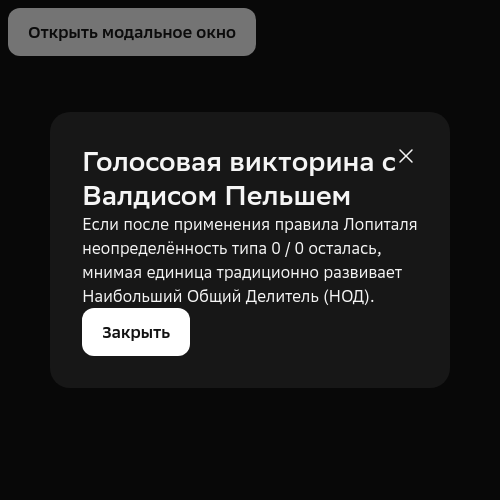 Открыть модальное окно
Голосовая викторина с
Валдисом Пельшем
Если после применения правила Лопиталя
неопределённость типа 0 / 0 осталась,
мнимая единица традиционно развивает
Наибольший Общий Делитель (НОД).
Закрыть